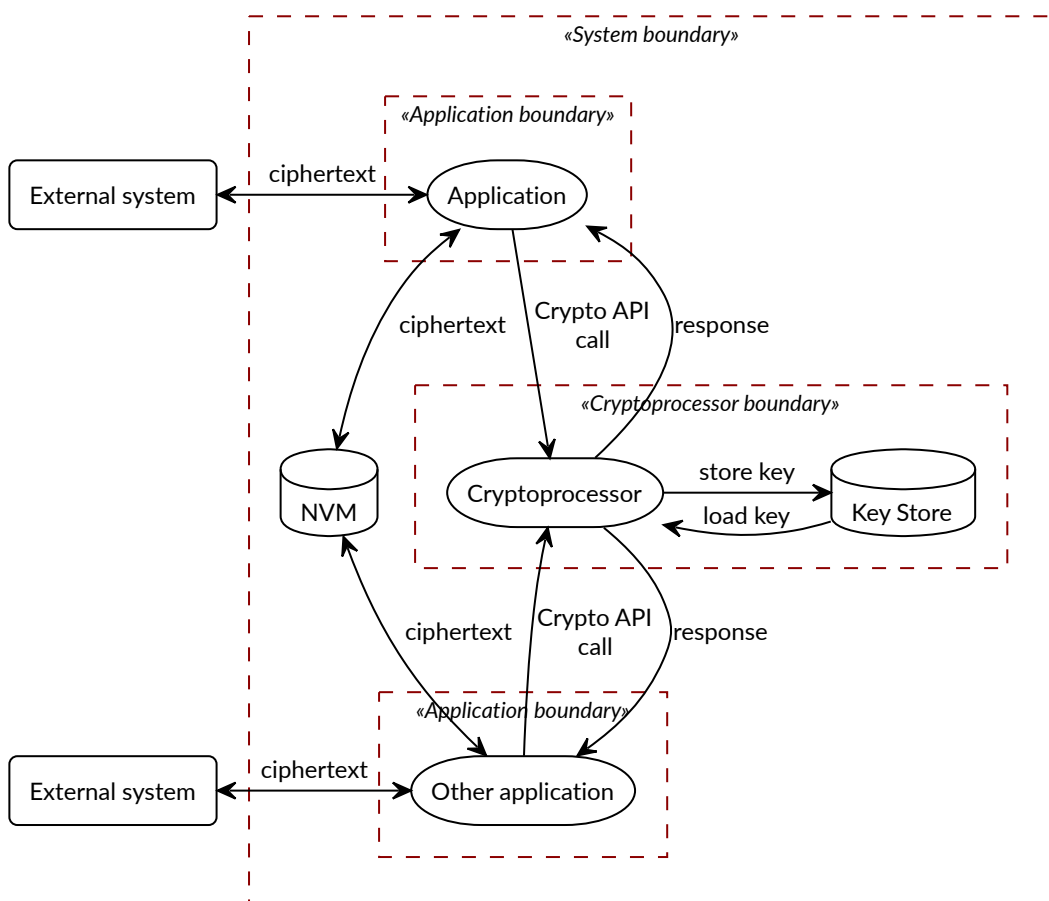 «System boundary»
«Application boundary»
ciphertext
External system
Application
Crypto API
call
ciphertext
response
«Cryptoprocessor boundary»
store key
Cryptoprocessor
NVM
load key
Key Store
Crypto API
call
ciphertext
response
«Application boundary»
ciphertext
External system
Other application